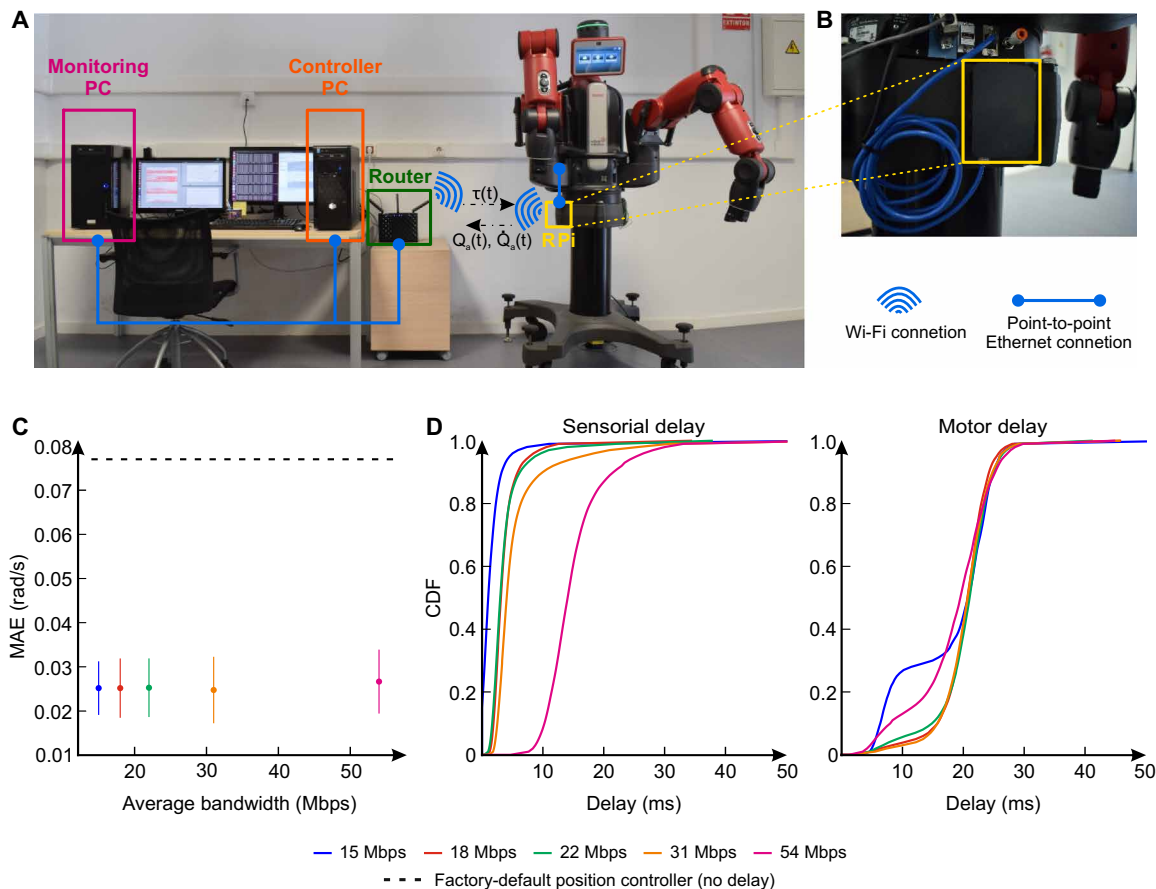 A
EXTINTOR
Monitoring
PC
Controller
PC
Router
τ(t)
Q̇ₐ(t), Q̈ₐ(t)
RPi
B
Wi-Fi connetion
Point-to-point
Ethernet connetion
C
MAE (rad/s)
0.08
0.08
0.07
0.06
0.05
0.04
0.03
0.02
0.01
20
30
40
50
Average bandwidth (Mbps)
D
Sensorial delay
CDF
1.0
0.8
0.6
0.4
0.2
0
10
20
30
40
50
Delay (ms)
Motor delay
1.0
0.8
0.6
0.4
0.2
0
10
20
30
40
50
Delay (ms)
15 Mbps
18 Mbps
22 Mbps
31 Mbps
54 Mbps
Factory-default position controller (no delay)